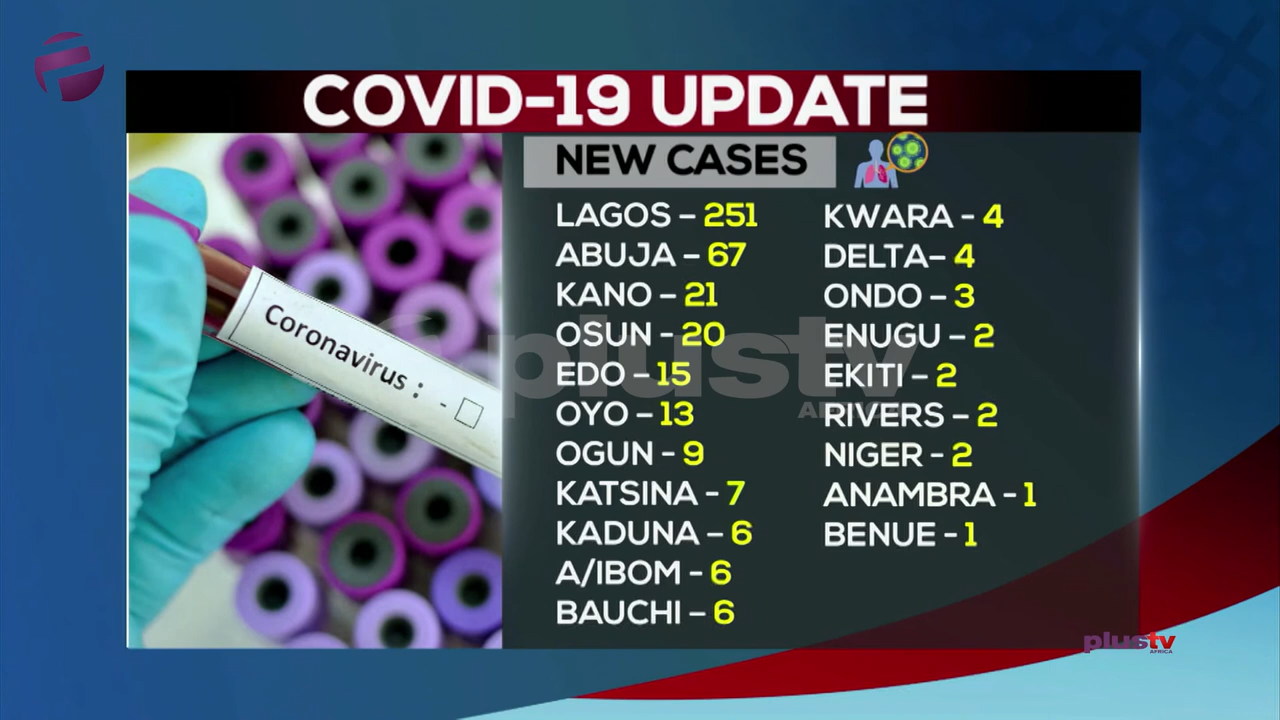 COVID-19 UPDATE
NEW CASES
LAGOS – 251
ABUJA – 67
KANO – 21
OSUN - 20
EDO – 15
OYO – 13
OGUN - 9
KATSINA - 7
KADUNA – 6
A/IBOM - 6
BAUCHI – 6
KWARA - 4
DELTA– 4
ONDO – 3
ENUGU – 2
EKITI – 2
RIVERS – 2
NIGER - 2
ANAMBRA - 1
BENUE - 1
Coronavirus : -
plustv
AFRICA
plustv
AFRICA